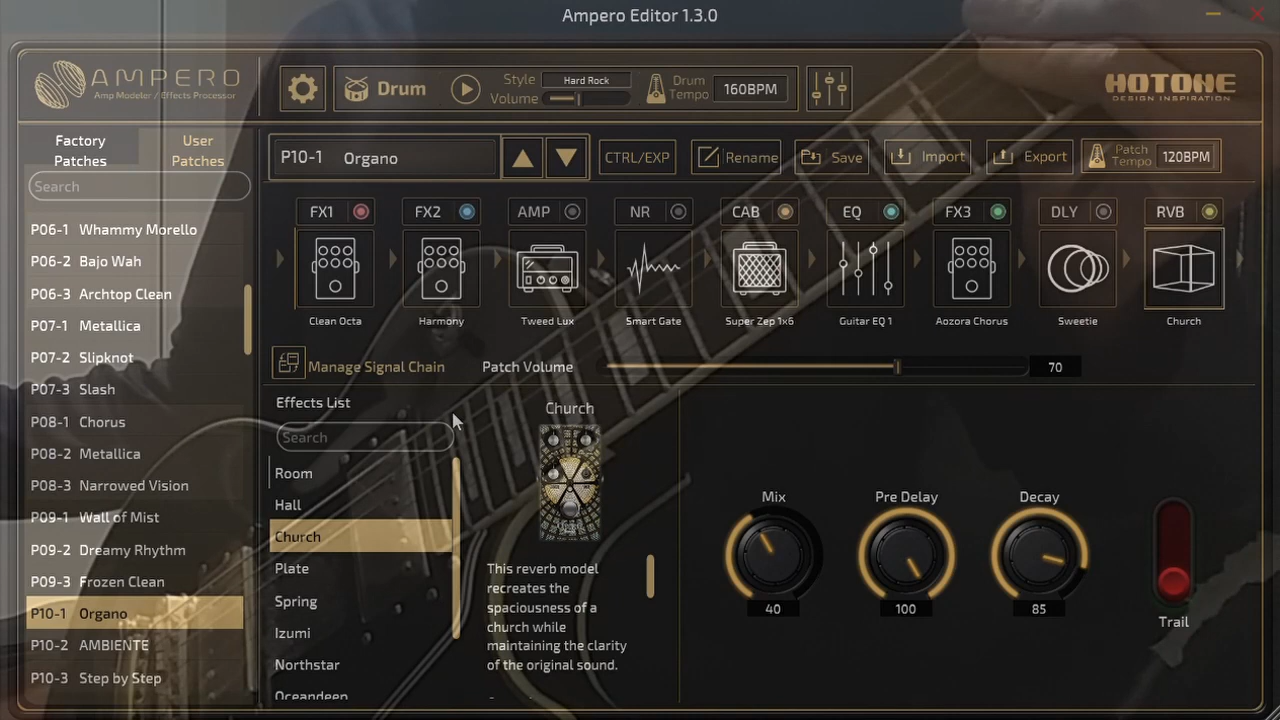 Ampero Editor 1.3.0
AMPERO
Amp Modeler / Effects Processor
Drum
Style
Hard Rock
Volume
Drum
Tempo
160BPM
HOTONE
DESIGN INSPIRATION
Factory
Patches
User
Patches
Search
P06-1 Whammy Morello
P06-2 Bajo Wah
P06-3 Archtop Clean
P07-1 Metallica
P07-2 Slipknot
P07-3 Slash
P08-1 Chorus
P08-2 Metallica
P08-3 Narrowed Vision
P09-1 Wall of Mist
P09-2 Dreamy Rhythm
P09-3 Frozen Clean
P10-1 Organo
P10-2 AMBIENTE
P10-3 Step by Step
P10-1 Organo
CTRL/EXP
Rename
Save
Import
Export
Patch
Tempo
120BPM
FX1
FX2
AMP
NR
CAB
EQ
FX3
DLY
RVB
Clean Octa
Harmony
Tweed Lux
Smart Gate
Super Zep 1x6
Guitar EQ 1
Aozora Chorus
Sweetie
Church
Manage Signal Chain
Patch Volume
70
Effects List
Search
Room
Hall
Church
Plate
Spring
Izumi
Northstar
Oceandeep
Church
This reverb model
recreates the
spaciousness of a
church while
maintaining the clarity
of the original sound.
Mix
Pre Delay
Decay
40
100
85
Trail